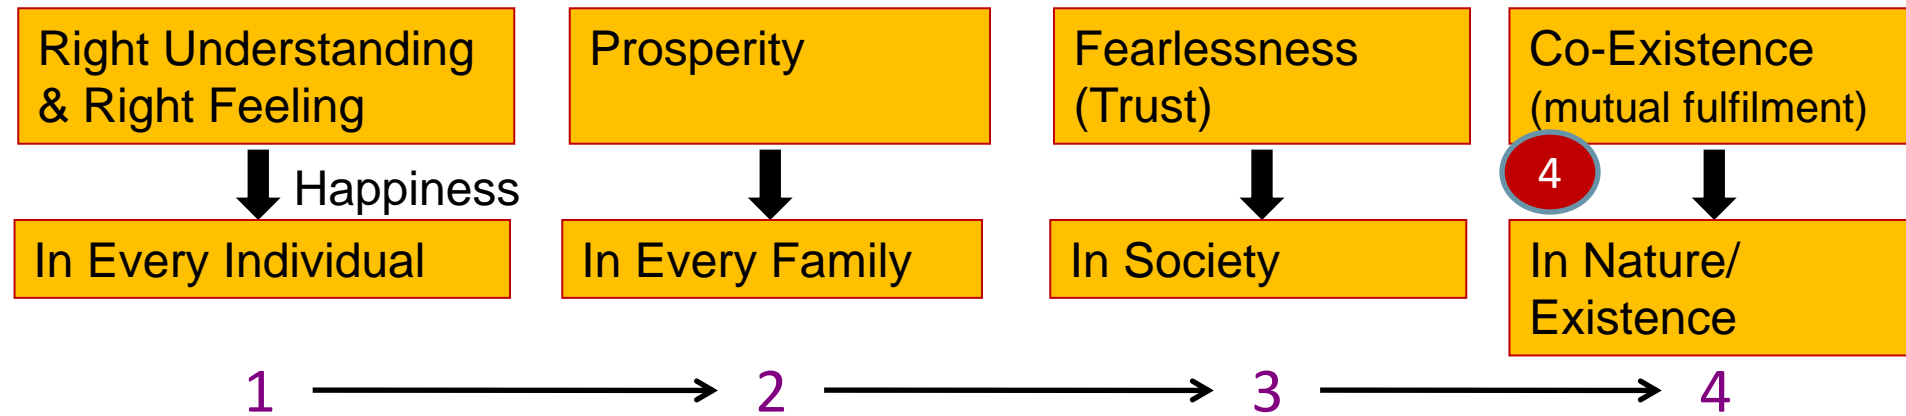 Right Understanding
& Right Feeling
Prosperity
Fearlessness
(Trust)
Co-Existence
(mutual fulfilment)
4
Happiness
In Every Individual
In Every Family
In Society
In Nature/
Existence
1
2
3
4